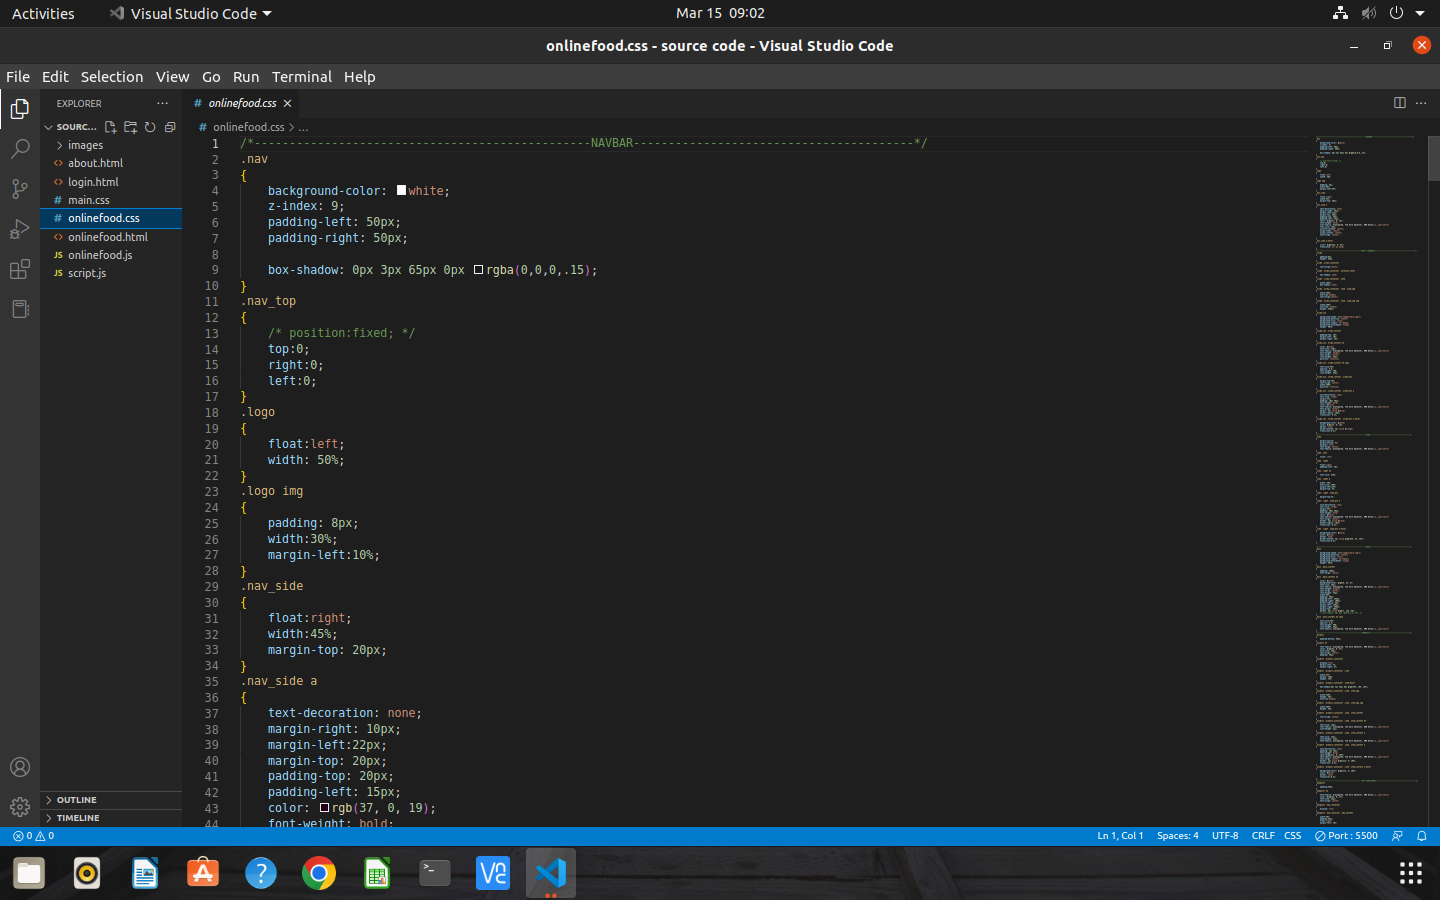 Activities
Visual Studio Code
Mar 15 09:02
onlinefood.css - source code - Visual Studio Code
File Edit Selection View Go Run Terminal Help
EXPLORER
SOURC...
images
about.html
login.html
main.css
onlinefood.css
onlinefood.html
onlinefood.js
script.js
OUTLINE
TIMELINE
onlinefood.css
onlinefood.css > ...
1 /*----------------------------------------------------NAVBAR----------------------------------------*/
2 .nav
3 {
4 background-color: white;
5 z-index: 9;
6 padding-left: 50px;
7 padding-right: 50px;
8
9 box-shadow: 0px 3px 65px 0px rgba(0,0,0,.15);
10 }
11 .nav_top
12 {
13 /* position:fixed; */
14 top:0;
15 right:0;
16 left:0;
17 }
18 .logo
19 {
20 float:left;
21 width: 50%;
22 }
23 .logo img
24 {
25 padding: 8px;
26 width:30%;
27 margin-left:10%;
28 }
29 .nav_side
30 {
31 float:right;
32 width:45%;
33 margin-top: 20px;
34 }
35 .nav_side a
36 {
37 text-decoration: none;
38 margin-right: 10px;
39 margin-left:22px;
40 margin-top: 20px;
41 padding-top: 20px;
42 padding-left: 15px;
43 color: rgb(37, 0, 19);
44 font-weight: bold;
0 0
Ln 1, Col 1 Spaces: 4 UTF-8 CRLF CSS Port : 5500